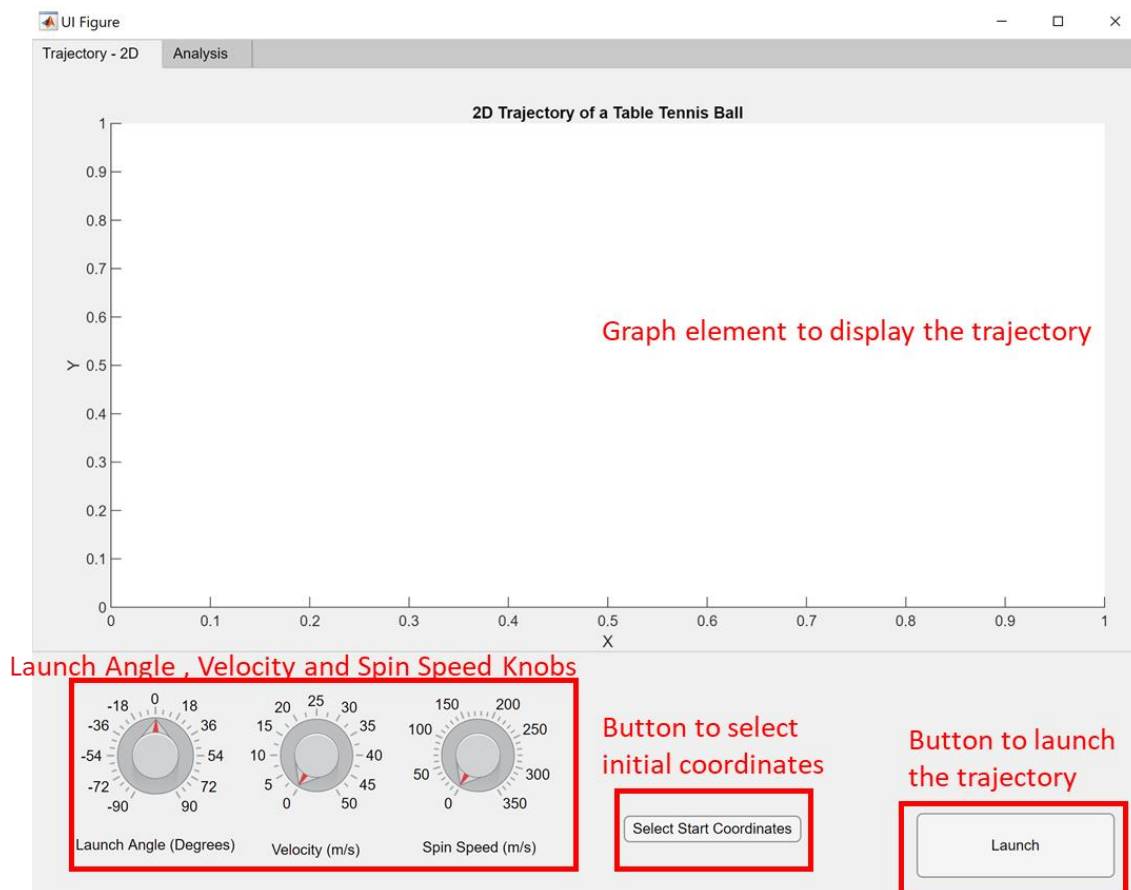 UI Figure
Trajectory - 2D Analysis
2D Trajectory of a Table Tennis Ball
1
0.9
0.8
0.7
0.6
Graph element to display the trajectory
Y 0.5
0.4
0.3
0.2
0.1
0
0 0.1 0.2 0.3 0.4 0.5 0.6 0.7 0.8 0.9 1
X
Launch Angle , Velocity and Spin Speed Knobs
-90 -72 -54 -36 -18 0 18 36 54 72 90
Launch Angle (Degrees)
0 5 10 15 20 25 30 35 40 45 50
Velocity (m/s)
0 50 100 150 200 250 300 350
Spin Speed (m/s)
Button to select
initial coordinates
Select Start Coordinates
Button to launch
the trajectory
Launch